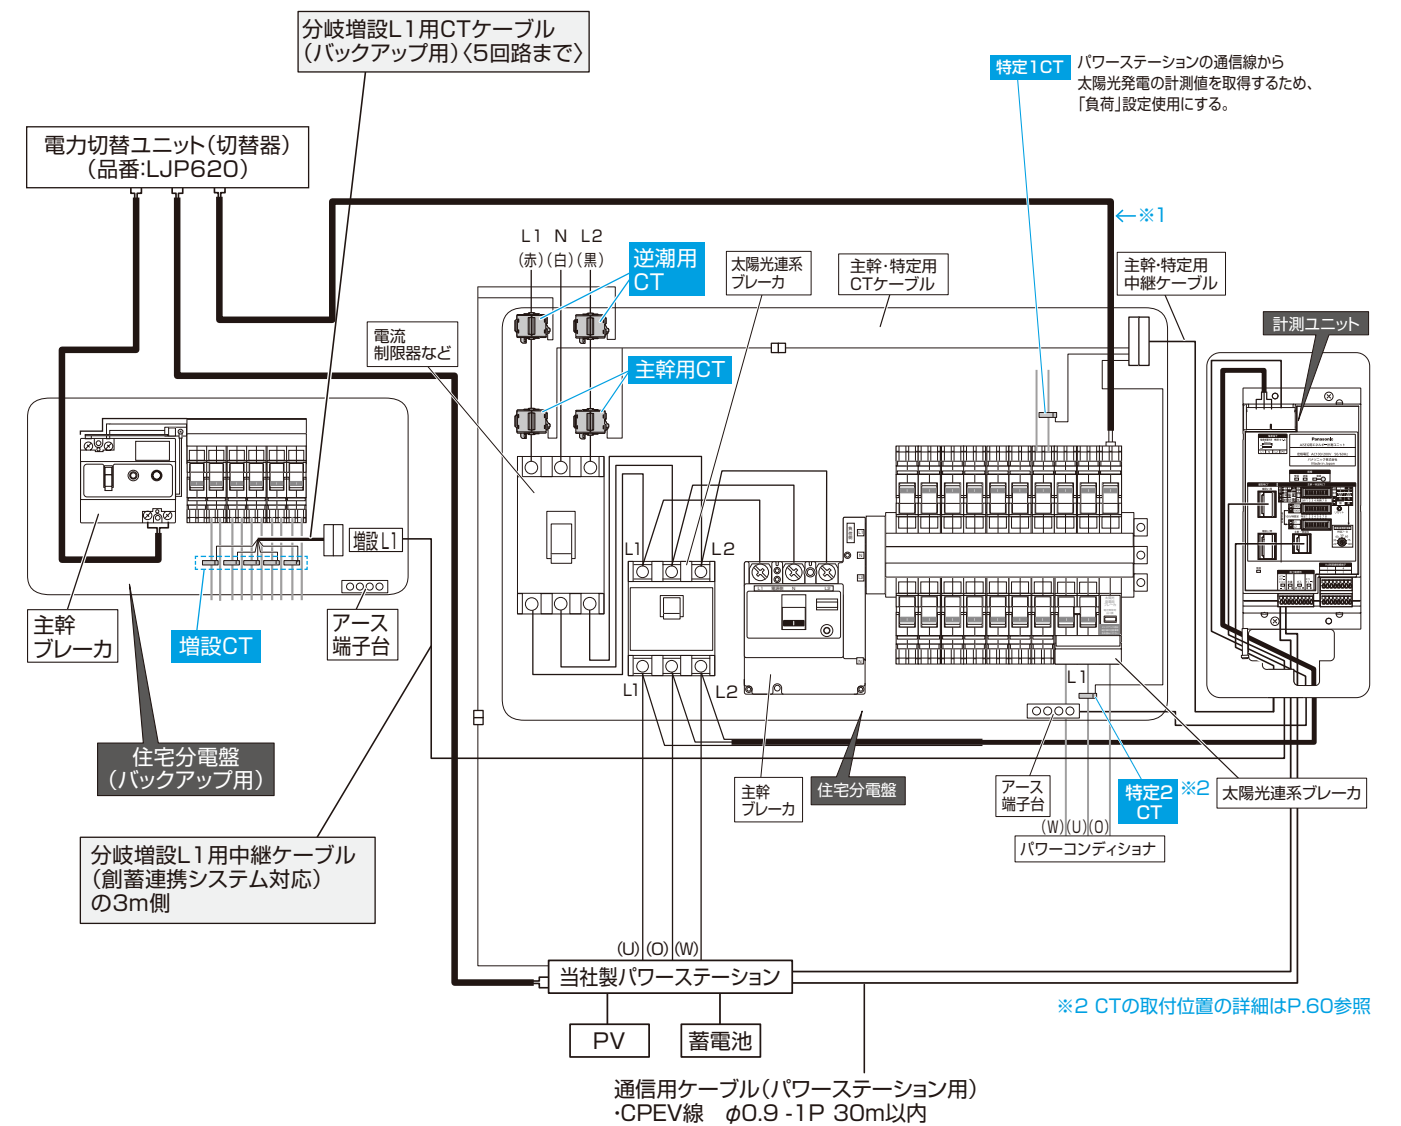 分岐増設L1用CTケーブル
（バックアップ用）〈5回路まで〉
特定1CT
パワーステーションの通信線から
太陽光発電の計測値を取得するため、
「負荷」設定使用にする。
電力切替ユニット（切替器）
（品番:LJP620）
←※1
L1 N L2
（赤）（白）（黒）
逆潮用
CT
太陽光連系
ブレーカ
主幹・特定用
CTケーブル
主幹・特定用
中継ケーブル
計測ユニット
電流
制限器など
主幹用CT
Panasonic
増設L1
L1
L2
主幹
ブレーカ
増設CT
アース
端子台
L1
L2
L1
住宅分電盤
（バックアップ用）
主幹
ブレーカ
住宅分電盤
アース
端子台
特定2
CT
※2
太陽光連系ブレーカ
（W）（U）（O）
パワーコンディショナ
分岐増設L1用中継ケーブル
（創蓄連携システム対応）
の3m側
（U）（O）（W）
当社製パワーステーション
PV
蓄電池
※2 CTの取付位置の詳細はP.60参照
通信用ケーブル（パワーステーション用）
・CPEV線　φ0.9 -1P 30m以内